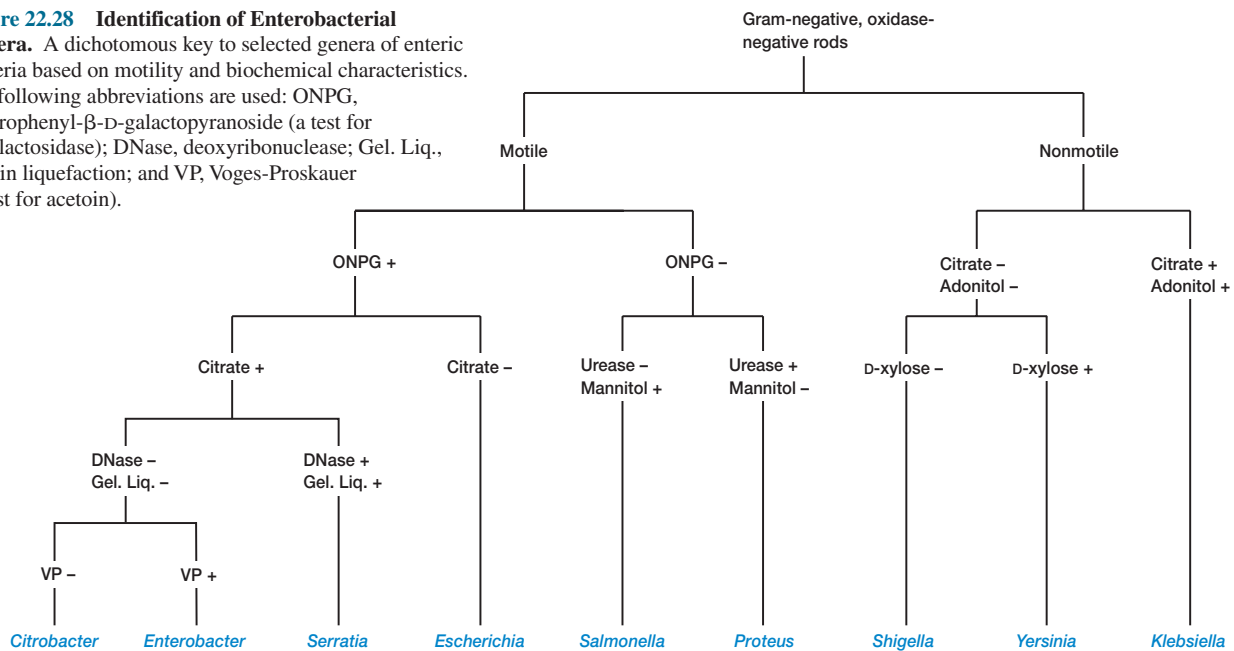 re 22.28 Identification of Enterobacterial
era. A dichotomous key to selected genera of enteric
eria based on motility and biochemical characteristics.
following abbreviations are used: ONPG,
rophenyl-β-D-galactopyranoside (a test for
lactosidase); DNase, deoxyribonuclease; Gel. Liq.,
in liquefaction; and VP, Voges-Proskauer
st for acetoin).
Gram-negative, oxidase-
negative rods
Motile
Nonmotile
ONPG +
ONPG –
Citrate –
Adonitol –
Citrate +
Adonitol +
Citrate +
Citrate –
Urease –
Mannitol +
Urease +
Mannitol –
D-xylose –
D-xylose +
DNase –
Gel. Liq. –
DNase +
Gel. Liq. +
VP –
VP +
Citrobacter
Enterobacter
Serratia
Escherichia
Salmonella
Proteus
Shigella
Yersinia
Klebsiella